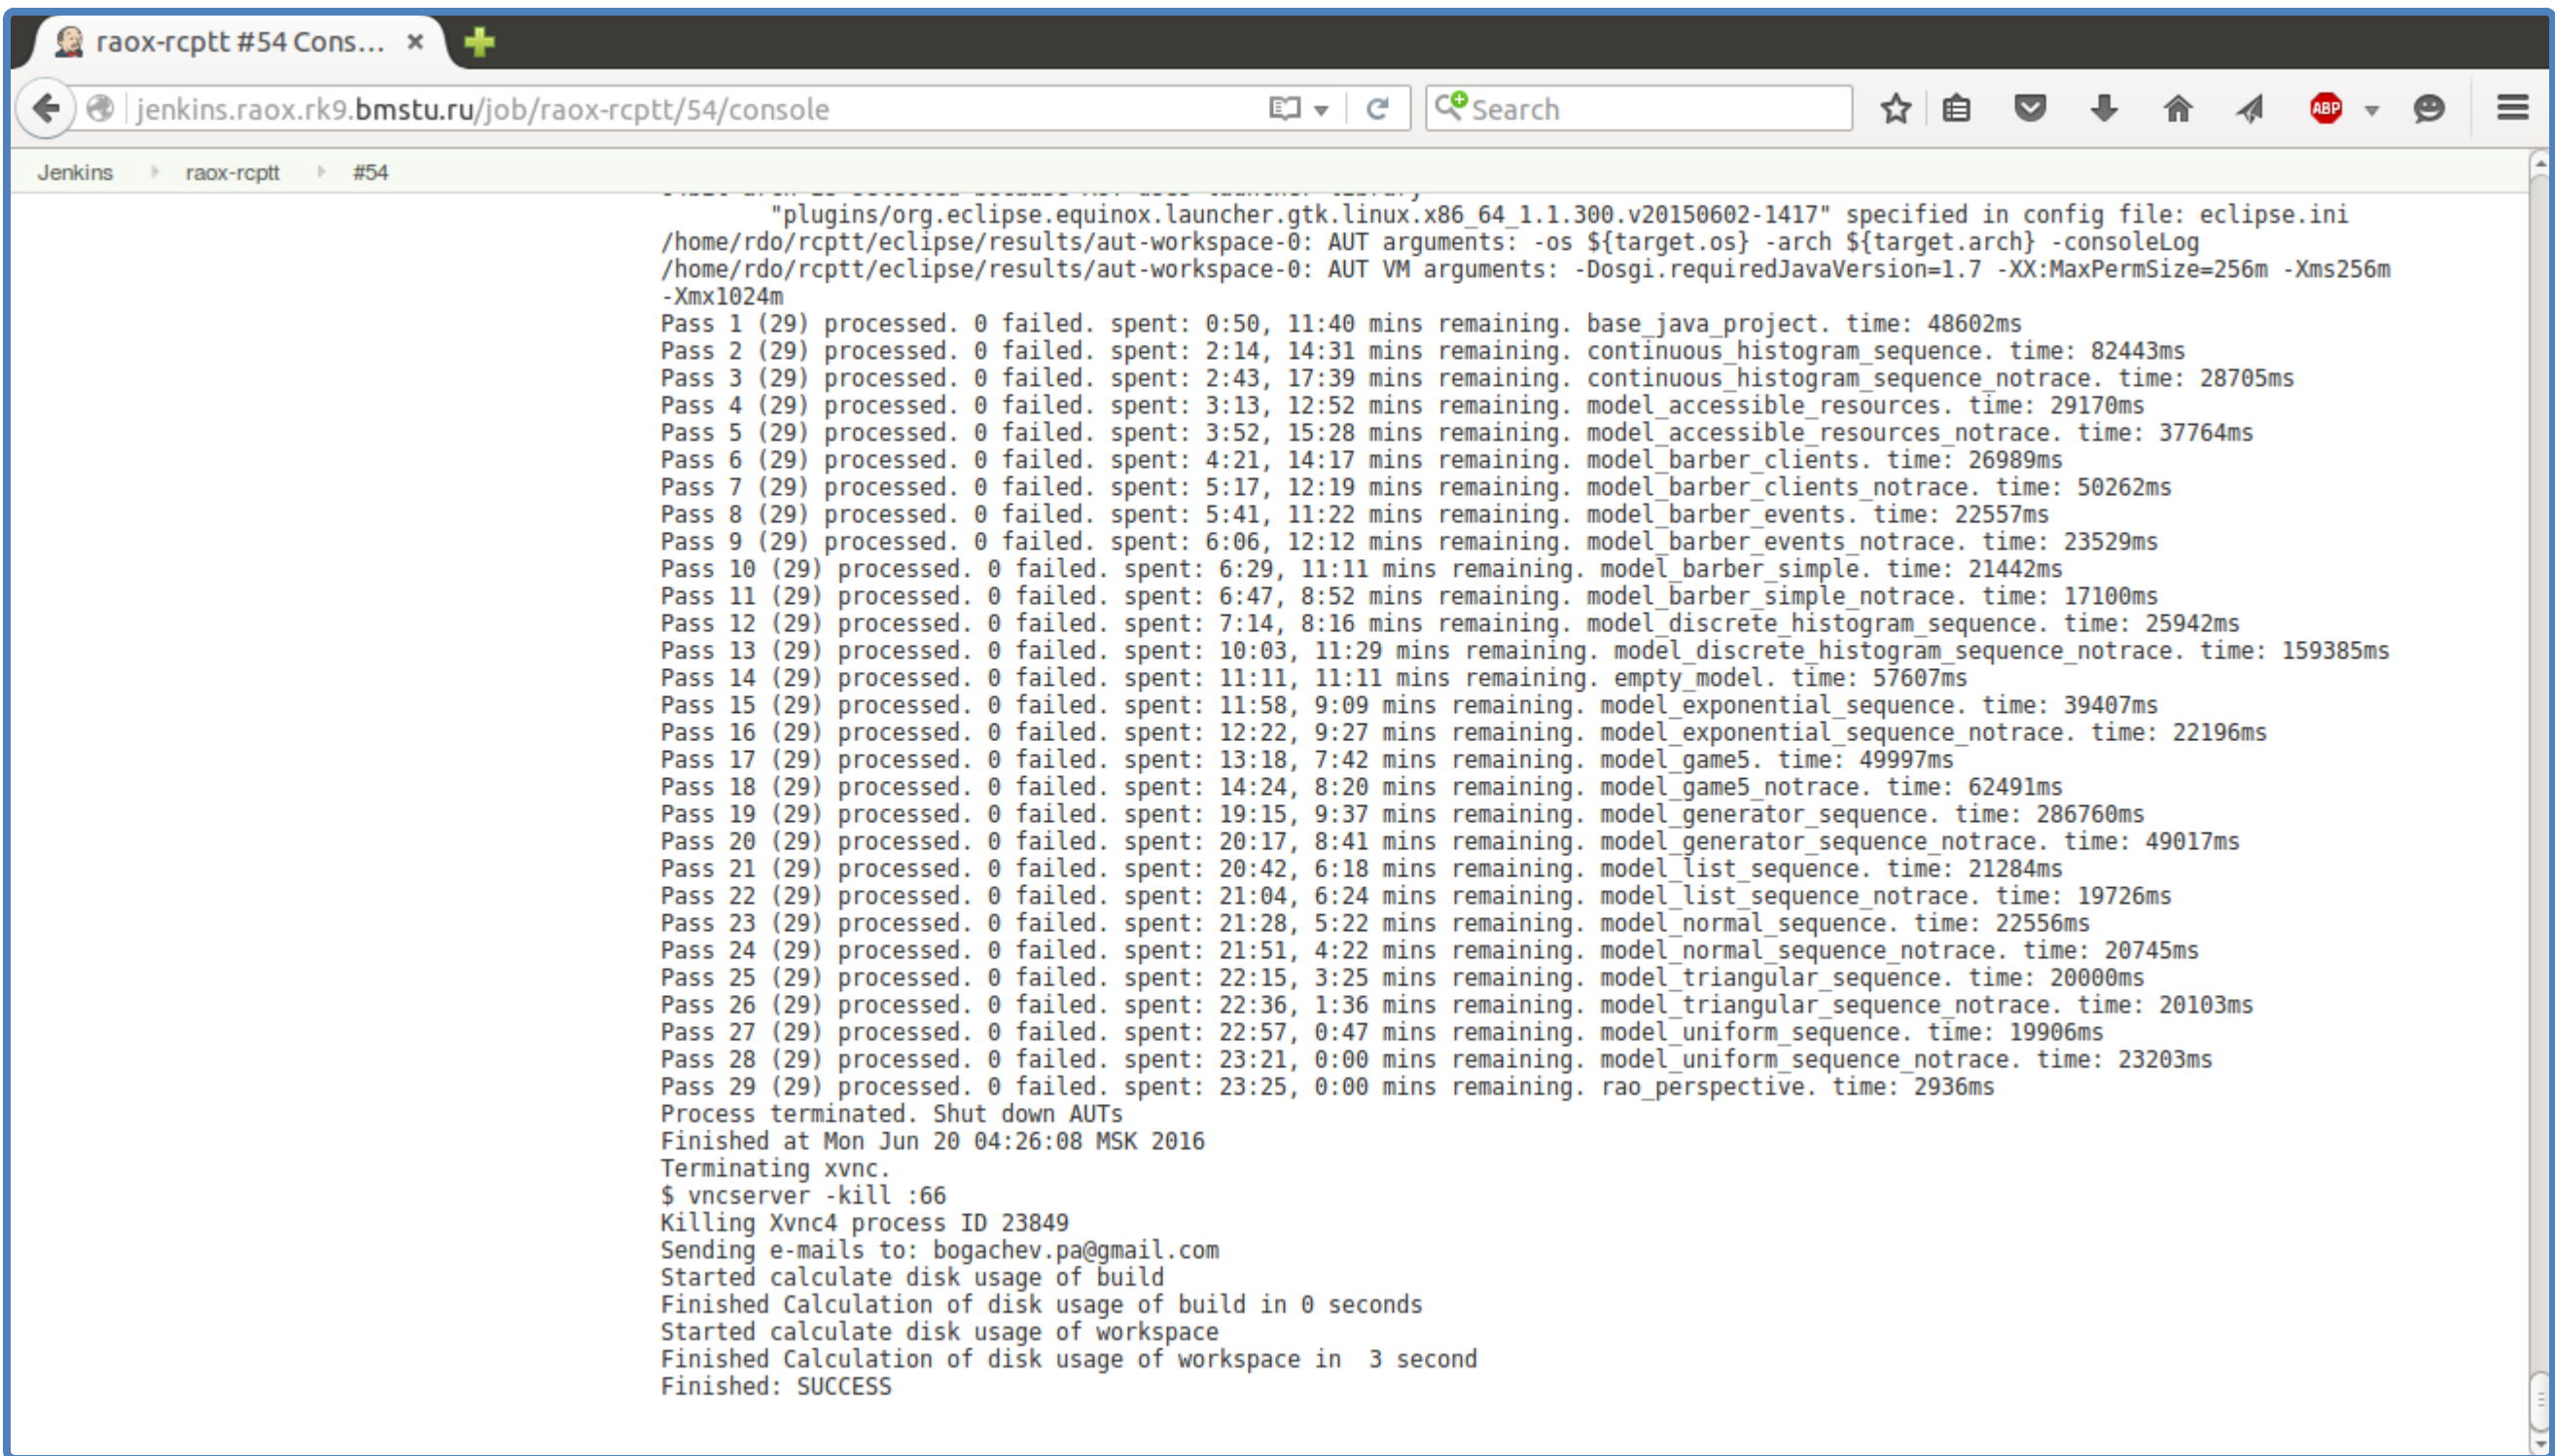 raox-rcptt #54 Cons...
jenkins.raox.rk9.bmstu.ru/job/raox-rcptt/54/console
Search
ABP
Jenkins raox-rcptt #54
"plugins/org.eclipse.equinox.launcher.gtk.linux.x86_64_1.1.300.v20150602-1417" specified in config file: eclipse.ini
/home/rdo/rcptt/eclipse/results/aut-workspace-0: AUT arguments: -os ${target.os} -arch ${target.arch} -consoleLog
/home/rdo/rcptt/eclipse/results/aut-workspace-0: AUT VM arguments: -Dosgi.requiredJavaVersion=1.7 -XX:MaxPermSize=256m -Xms256m
-Xmx1024m
Pass 1 (29) processed. 0 failed. spent: 0:50, 11:40 mins remaining. base_java_project. time: 48602ms
Pass 2 (29) processed. 0 failed. spent: 2:14, 14:31 mins remaining. continuous_histogram_sequence. time: 82443ms
Pass 3 (29) processed. 0 failed. spent: 2:43, 17:39 mins remaining. continuous_histogram_sequence_notrace. time: 28705ms
Pass 4 (29) processed. 0 failed. spent: 3:13, 12:52 mins remaining. model_accessible_resources. time: 29170ms
Pass 5 (29) processed. 0 failed. spent: 3:52, 15:28 mins remaining. model_accessible_resources_notrace. time: 37764ms
Pass 6 (29) processed. 0 failed. spent: 4:21, 14:17 mins remaining. model_barber_clients. time: 26989ms
Pass 7 (29) processed. 0 failed. spent: 5:17, 12:19 mins remaining. model_barber_clients_notrace. time: 50262ms
Pass 8 (29) processed. 0 failed. spent: 5:41, 11:22 mins remaining. model_barber_events. time: 22557ms
Pass 9 (29) processed. 0 failed. spent: 6:06, 12:12 mins remaining. model_barber_events_notrace. time: 23529ms
Pass 10 (29) processed. 0 failed. spent: 6:29, 11:11 mins remaining. model_barber_simple. time: 21442ms
Pass 11 (29) processed. 0 failed. spent: 6:47, 8:52 mins remaining. model_barber_simple_notrace. time: 17100ms
Pass 12 (29) processed. 0 failed. spent: 7:14, 8:16 mins remaining. model_discrete_histogram_sequence. time: 25942ms
Pass 13 (29) processed. 0 failed. spent: 10:03, 11:29 mins remaining. model_discrete_histogram_sequence_notrace. time: 159385ms
Pass 14 (29) processed. 0 failed. spent: 11:11, 11:11 mins remaining. empty_model. time: 57607ms
Pass 15 (29) processed. 0 failed. spent: 11:58, 9:09 mins remaining. model_exponential_sequence. time: 39407ms
Pass 16 (29) processed. 0 failed. spent: 12:22, 9:27 mins remaining. model_exponential_sequence_notrace. time: 22196ms
Pass 17 (29) processed. 0 failed. spent: 13:18, 7:42 mins remaining. model_game5. time: 49997ms
Pass 18 (29) processed. 0 failed. spent: 14:24, 8:20 mins remaining. model_game5_notrace. time: 62491ms
Pass 19 (29) processed. 0 failed. spent: 19:15, 9:37 mins remaining. model_generator_sequence. time: 286760ms
Pass 20 (29) processed. 0 failed. spent: 20:17, 8:41 mins remaining. model_generator_sequence_notrace. time: 49017ms
Pass 21 (29) processed. 0 failed. spent: 20:42, 6:18 mins remaining. model_list_sequence. time: 21284ms
Pass 22 (29) processed. 0 failed. spent: 21:04, 6:24 mins remaining. model_list_sequence_notrace. time: 19726ms
Pass 23 (29) processed. 0 failed. spent: 21:28, 5:22 mins remaining. model_normal_sequence. time: 22556ms
Pass 24 (29) processed. 0 failed. spent: 21:51, 4:22 mins remaining. model_normal_sequence_notrace. time: 20745ms
Pass 25 (29) processed. 0 failed. spent: 22:15, 3:25 mins remaining. model_triangular_sequence. time: 20000ms
Pass 26 (29) processed. 0 failed. spent: 22:36, 1:36 mins remaining. model_triangular_sequence_notrace. time: 20103ms
Pass 27 (29) processed. 0 failed. spent: 22:57, 0:47 mins remaining. model_uniform_sequence. time: 19906ms
Pass 28 (29) processed. 0 failed. spent: 23:21, 0:00 mins remaining. model_uniform_sequence_notrace. time: 23203ms
Pass 29 (29) processed. 0 failed. spent: 23:25, 0:00 mins remaining. rao_perspective. time: 2936ms
Process terminated. Shut down AUTs
Finished at Mon Jun 20 04:26:08 MSK 2016
Terminating xvnc.
$ vncserver -kill :66
Killing Xvnc4 process ID 23849
Sending e-mails to: bogachev.pa@gmail.com
Started calculate disk usage of build
Finished Calculation of disk usage of build in 0 seconds
Started calculate disk usage of workspace
Finished Calculation of disk usage of workspace in  3 second
Finished: SUCCESS